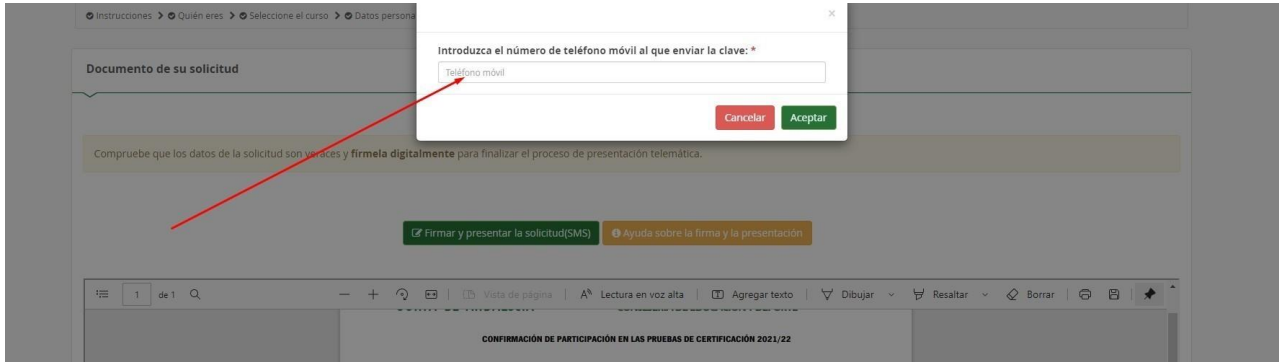 Instrucciones > Quién eres > Seleccione el curso > Datos persona
×
Introduzca el número de teléfono móvil al que enviar la clave: *
Teléfono móvil
Cancelar Aceptar
Documento de su solicitud
Compruebe que los datos de la solicitud son veraces y fírmela digitalmente para finalizar el proceso de presentación telemática.
Firmar y presentar la solicitud(SMS) Ayuda sobre la firma y la presentación
1 de 1 Vista de página Lectura en voz alta Agregar texto Dibujar Resaltar Borrar
CONFIRMACIÓN DE PARTICIPACIÓN EN LAS PRUEBAS DE CERTIFICACIÓN 2021/22